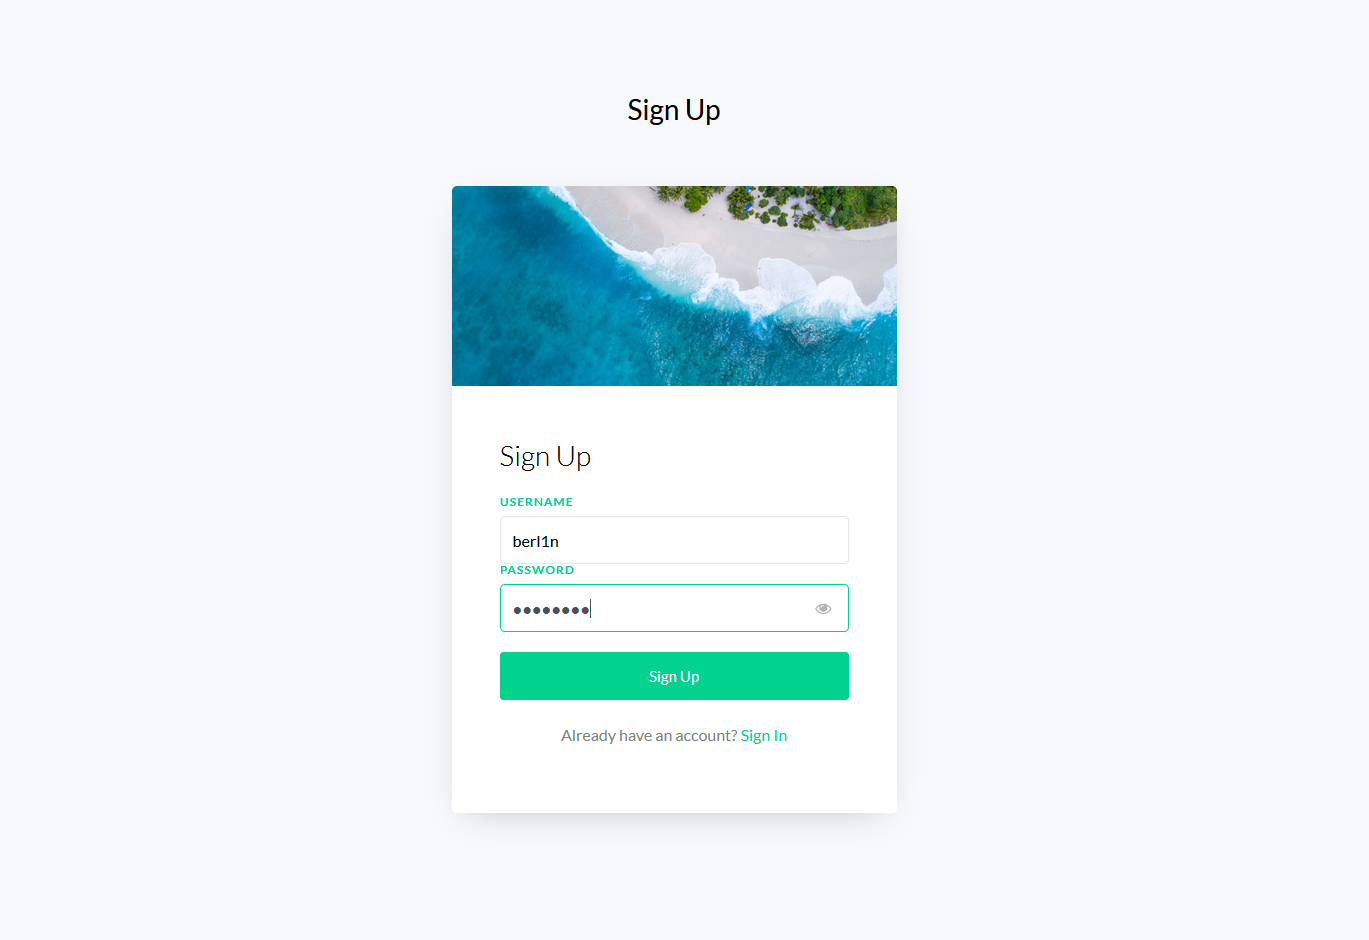 Sign Up
Sign Up
USERNAME
berl1n
PASSWORD
●●●●●●●●
Sign Up
Already have an account? Sign In